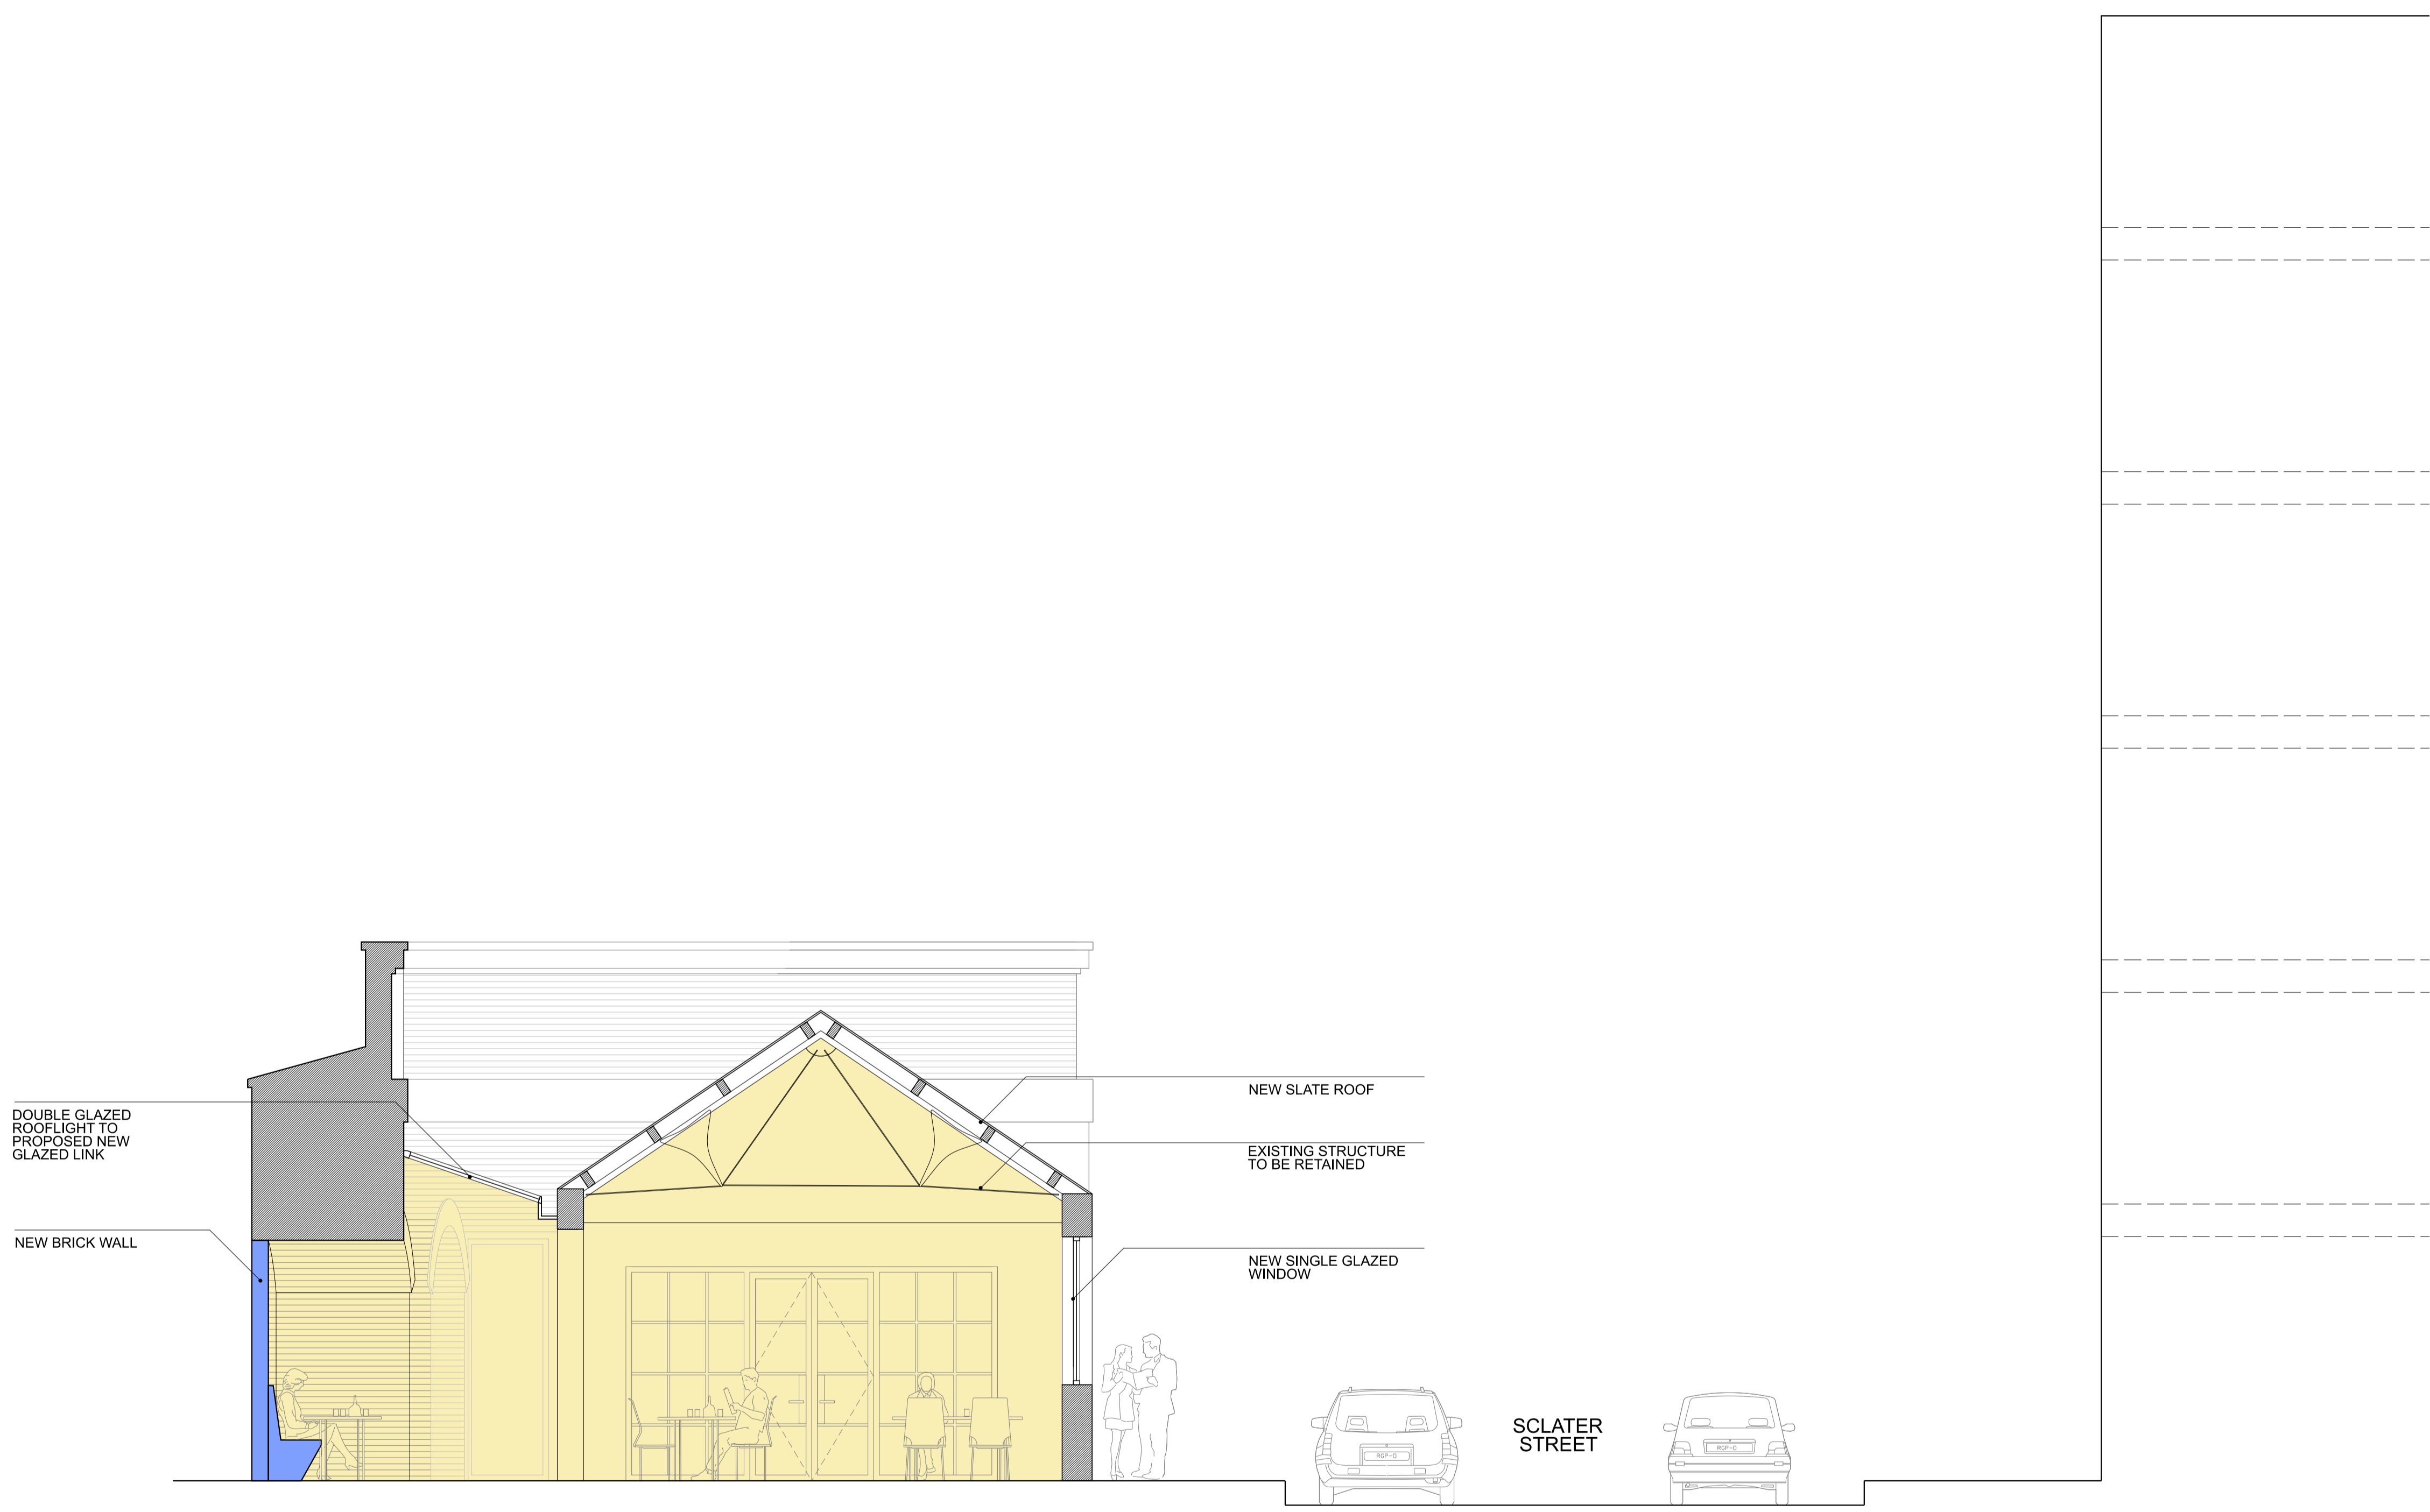 DOUBLE GLAZED
ROOFLIGHT TO
PROPOSED NEW
GLAZED LINK
NEW BRICK WALL
NEW SLATE ROOF
EXISTING STRUCTURE
TO BE RETAINED
NEW SINGLE GLAZED
WINDOW
SCLATER
STREET